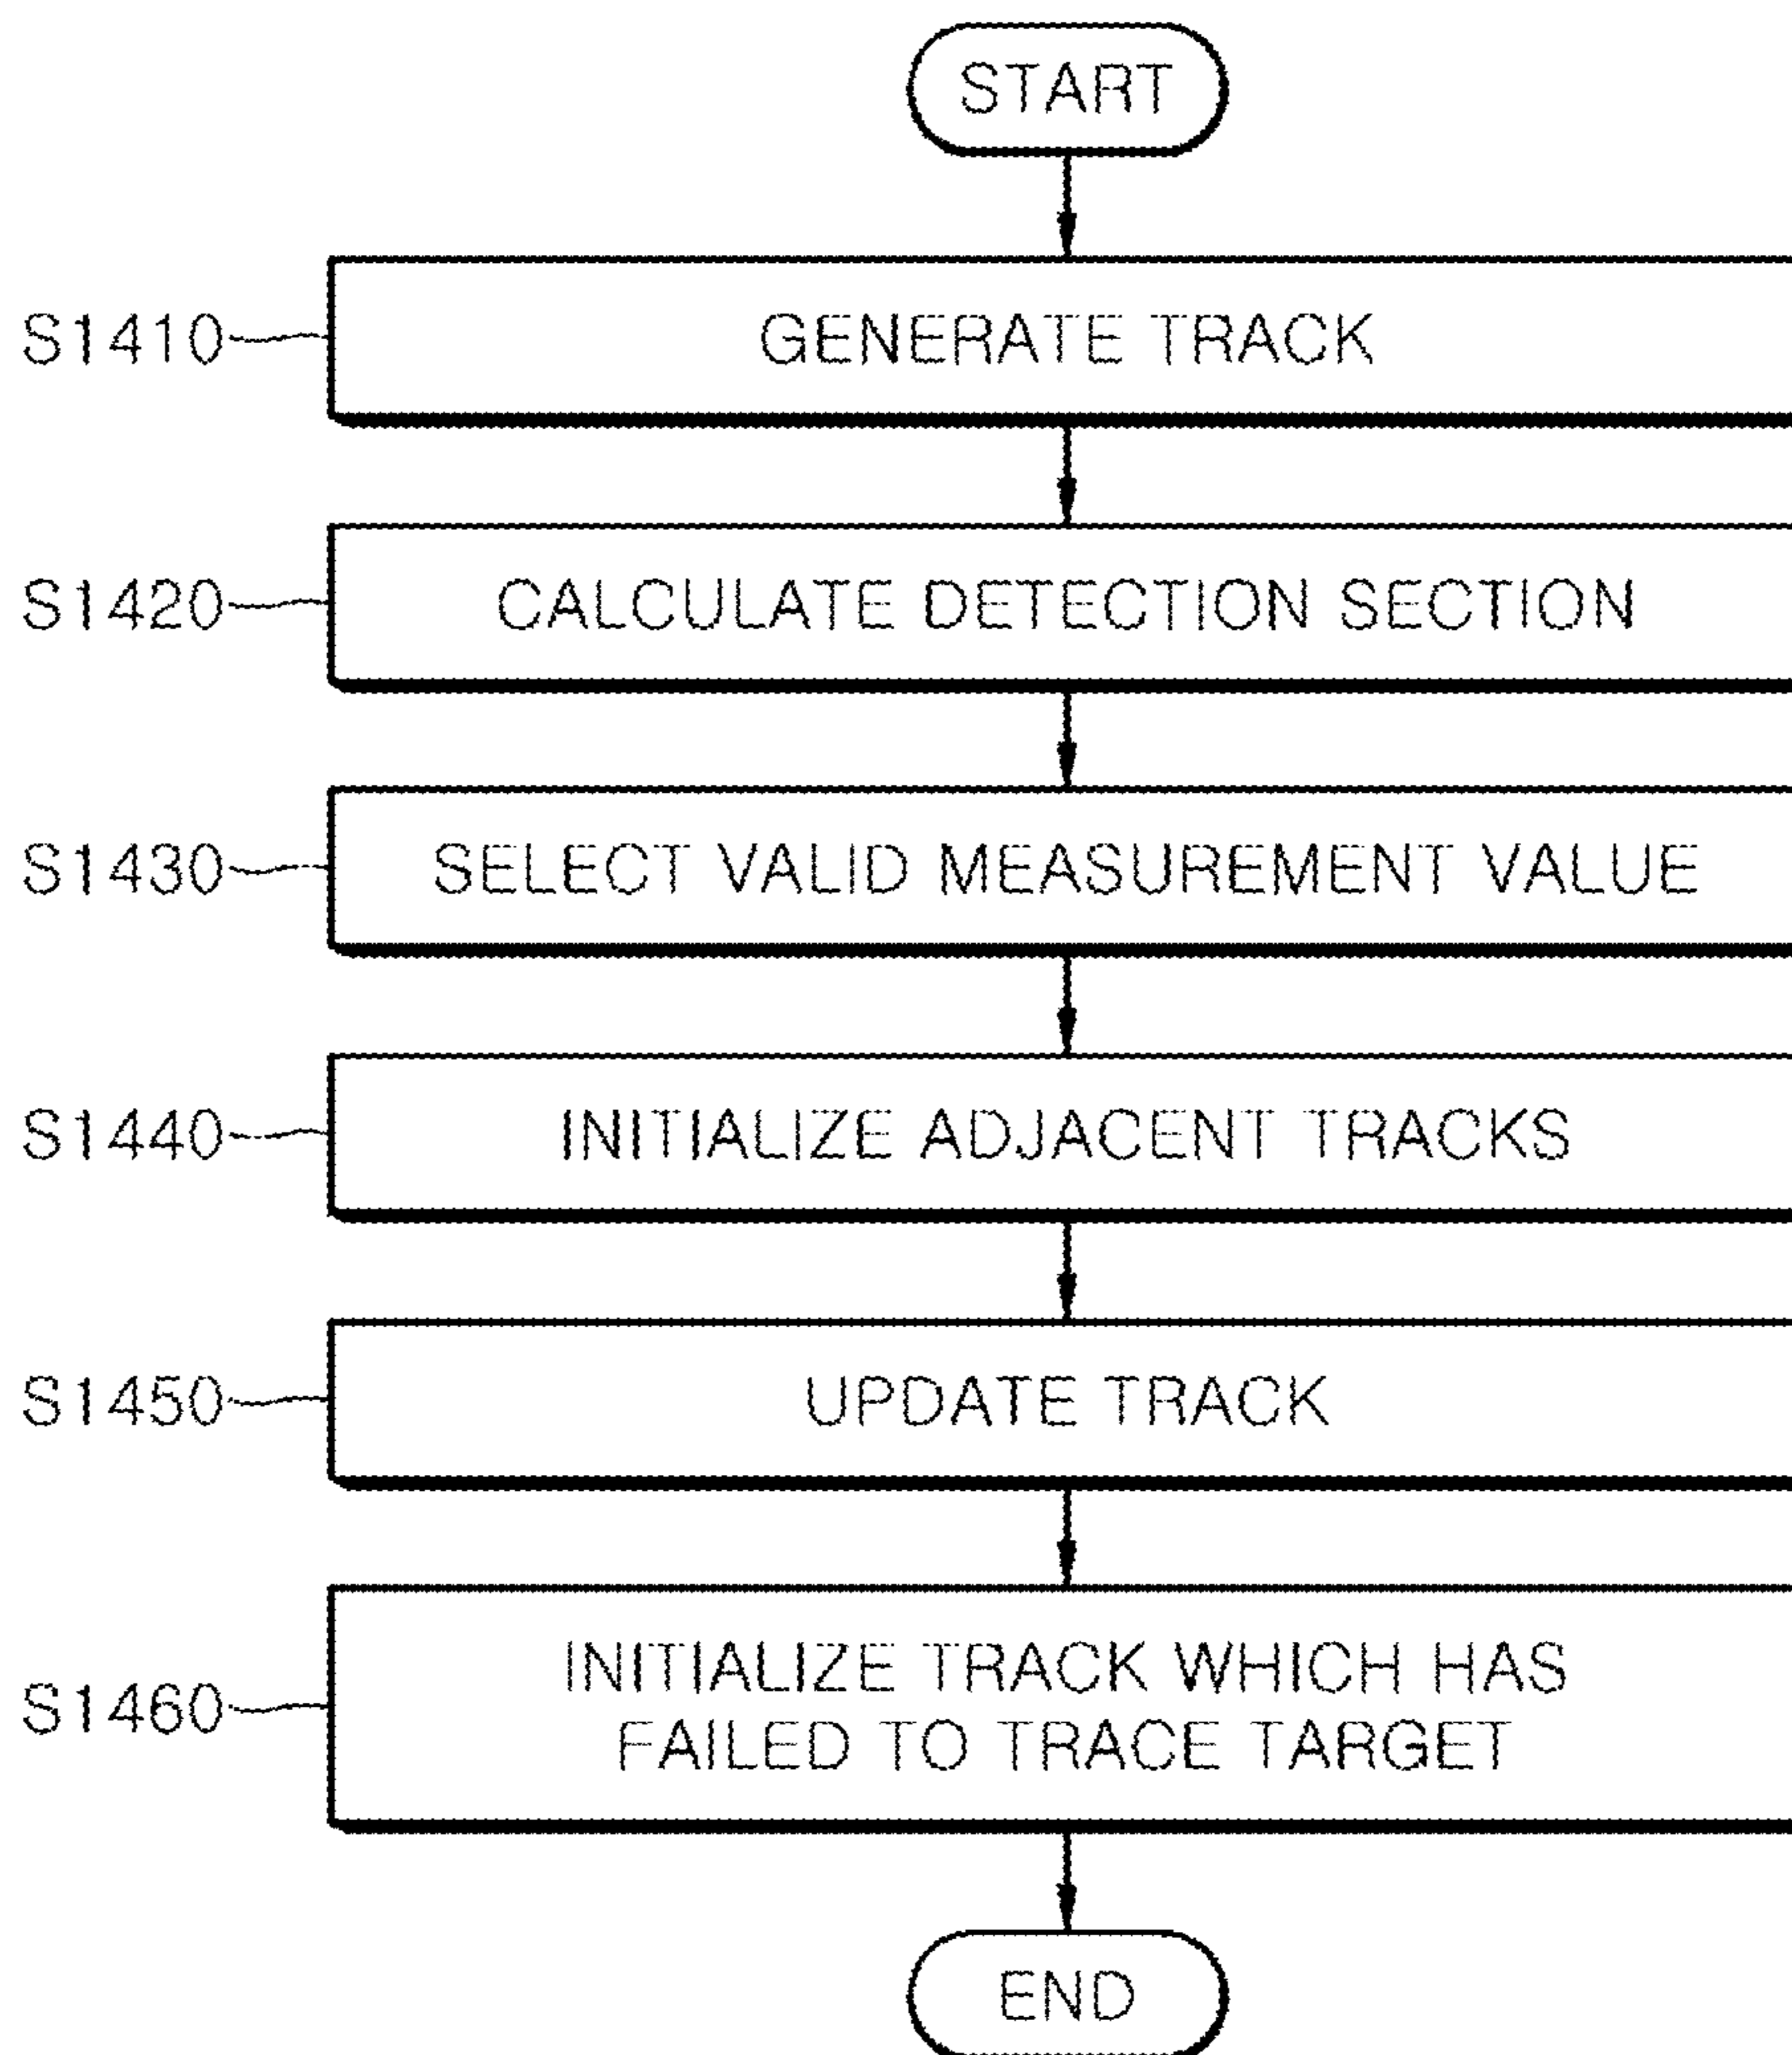 START
S1410
GENERATE TRACK
S1420
CALCULATE DETECTION SECTION
S1430
SELECT VALID MEASUREMENT VALUE
S1440
INITIALIZE ADJACENT TRACKS
S1450
UPDATE TRACK
S1460
INITIALIZE TRACK WHICH HAS
FAILED TO TRACE TARGET
END